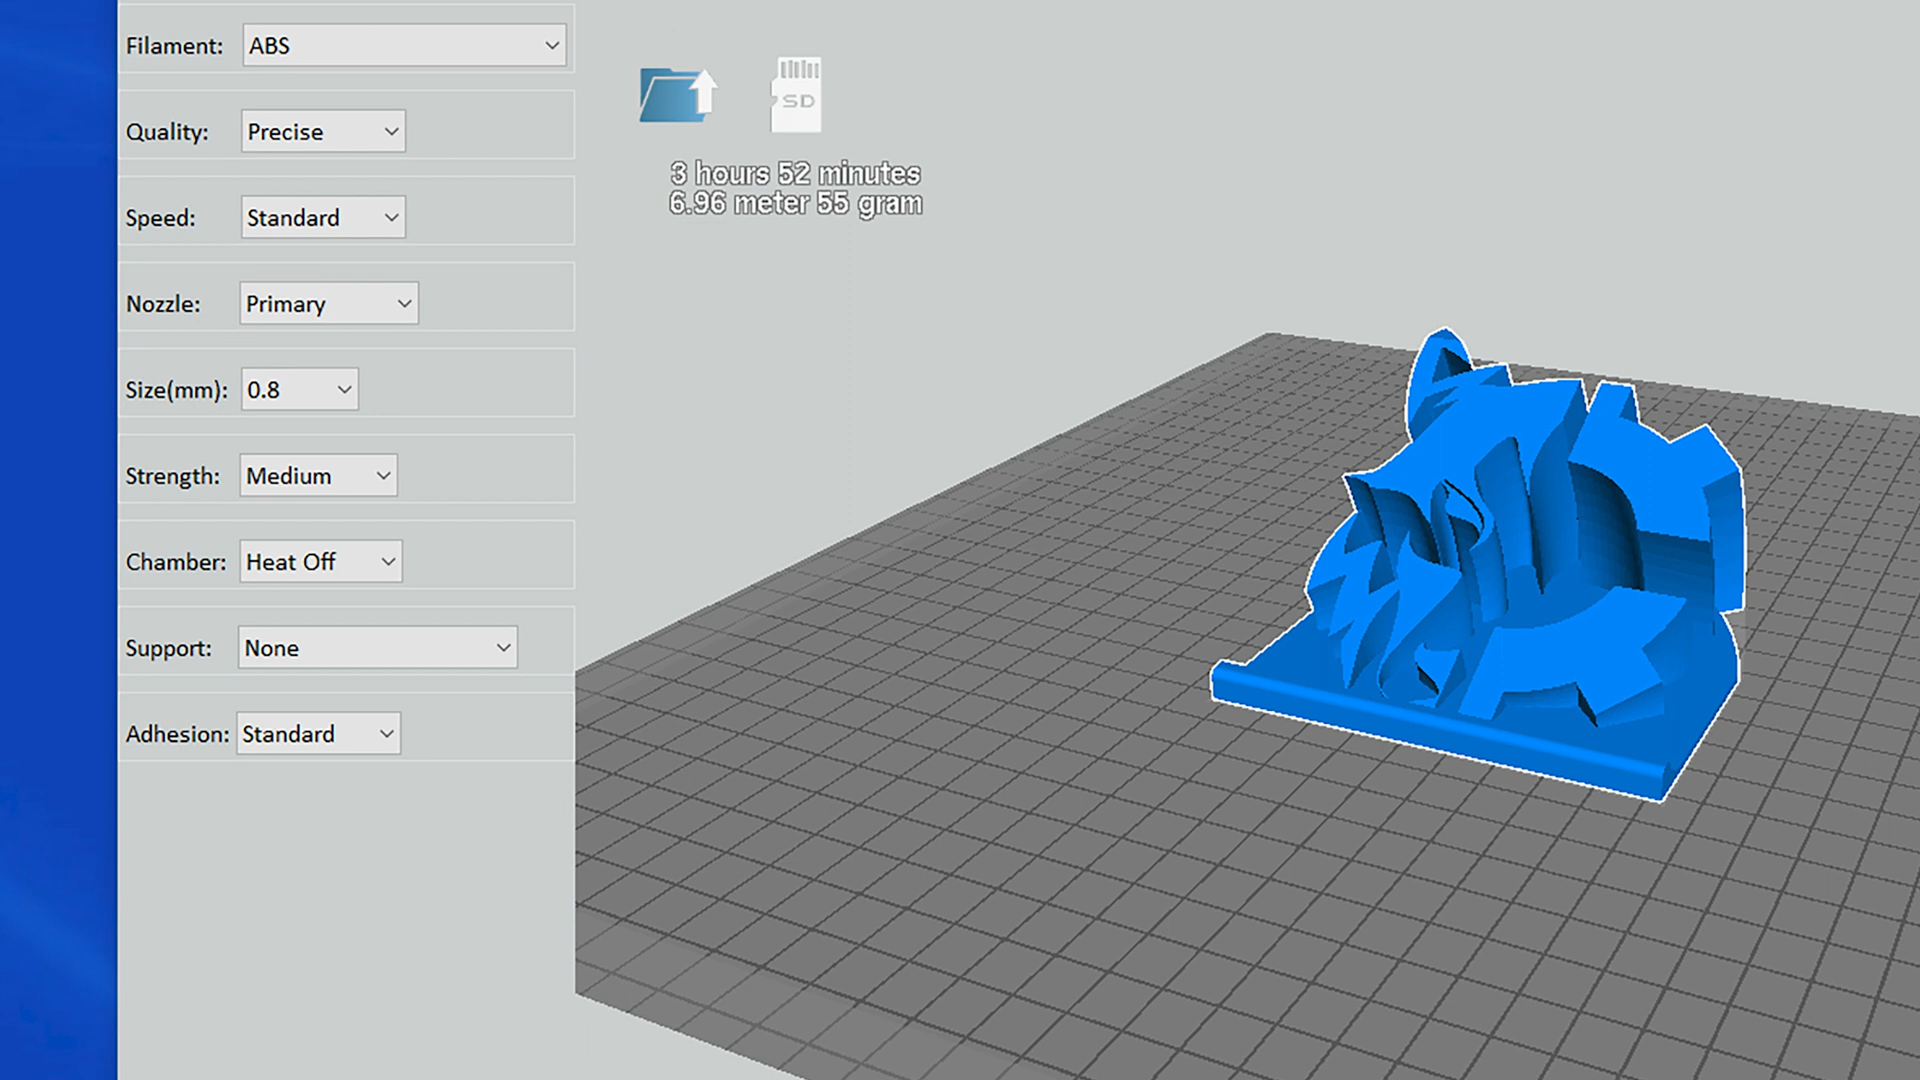 Filament: ABS
Quality: Precise
Speed: Standard
Nozzle: Primary
Size(mm): 0.8
Strength: Medium
Chamber: Heat Off
Support: None
Adhesion: Standard
SD
3 hours 52 minutes
6.96 meter 55 gram